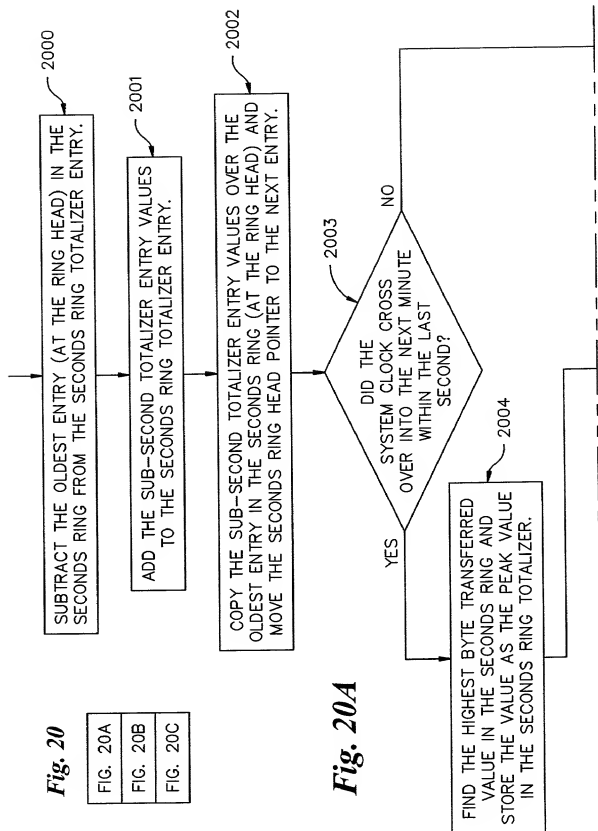 Fig. 20
FIG. 20A
FIG. 20B
FIG. 20C
2000
SUBTRACT THE OLDEST ENTRY (AT THE RING HEAD) IN THE
SECONDS RING FROM THE SECONDS RING TOTALIZER ENTRY.
2001
ADD THE SUB-SECOND TOTALIZER ENTRY VALUES
TO THE SECONDS RING TOTALIZER ENTRY.
2002
COPY THE SUB-SECOND TOTALIZER ENTRY VALUES OVER THE
OLDEST ENTRY IN THE SECONDS RING (AT THE RING HEAD) AND
MOVE THE SECONDS RING HEAD POINTER TO THE NEXT ENTRY.
Fig. 20A
2003
DID THE
SYSTEM CLOCK CROSS
OVER INTO THE NEXT MINUTE
WITHIN THE LAST
SECOND?
YES
NO
2004
FIND THE HIGHEST BYTE TRANSFERRED
VALUE IN THE SECONDS RING AND
STORE THE VALUE AS THE PEAK VALUE
IN THE SECONDS RING TOTALIZER.